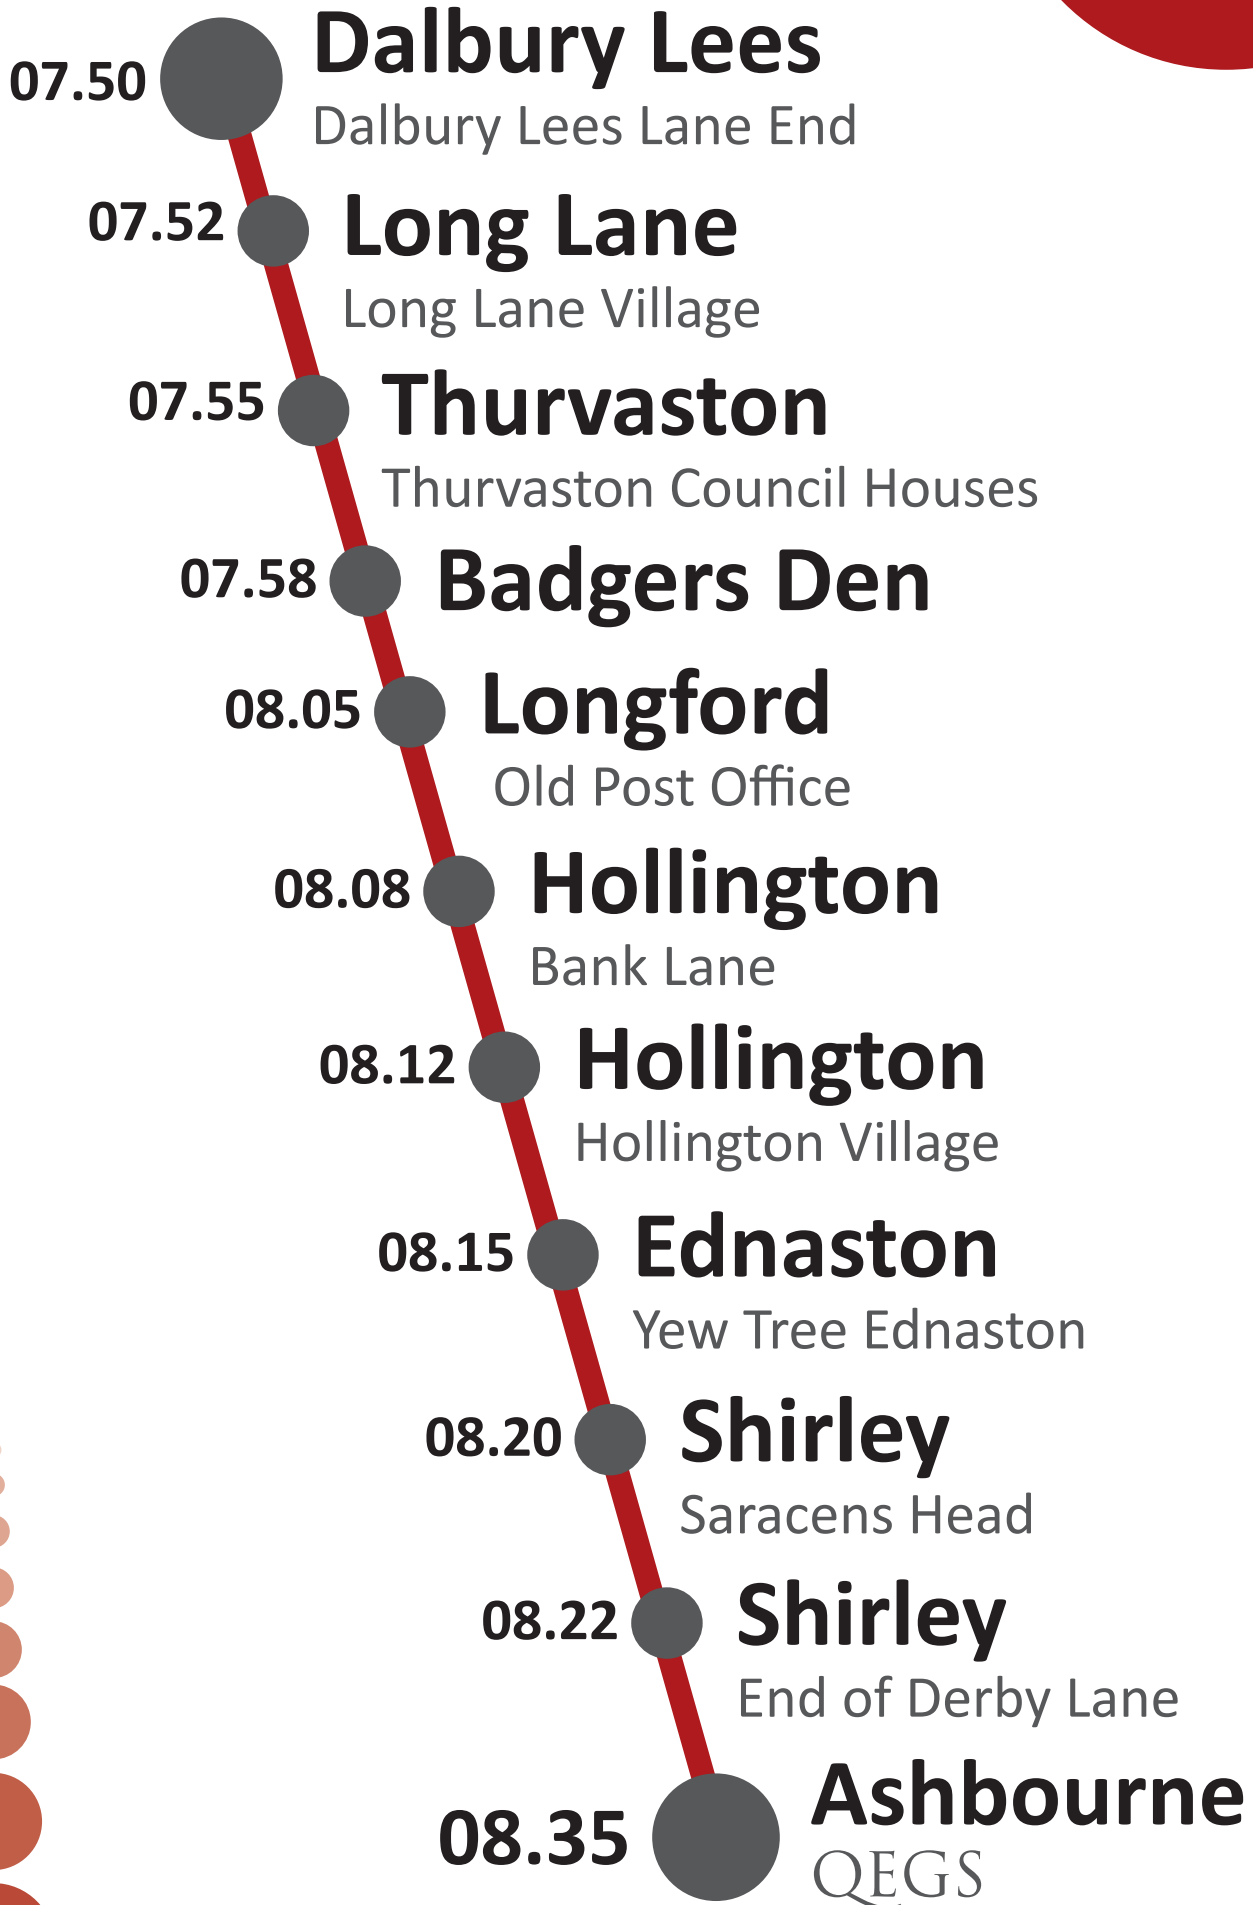 07.50 Dalbury Lees
Dalbury Lees Lane End
07.52 Long Lane
Long Lane Village
07.55 Thurvaston
Thurvaston Council Houses
07.58 Badgers Den
08.05 Longford
Old Post Office
08.08 Hollington
Bank Lane
08.12 Hollington
Hollington Village
08.15 Ednaston
Yew Tree Ednaston
08.20 Shirley
Saracens Head
08.22 Shirley
End of Derby Lane
08.35 Ashbourne
QEGS